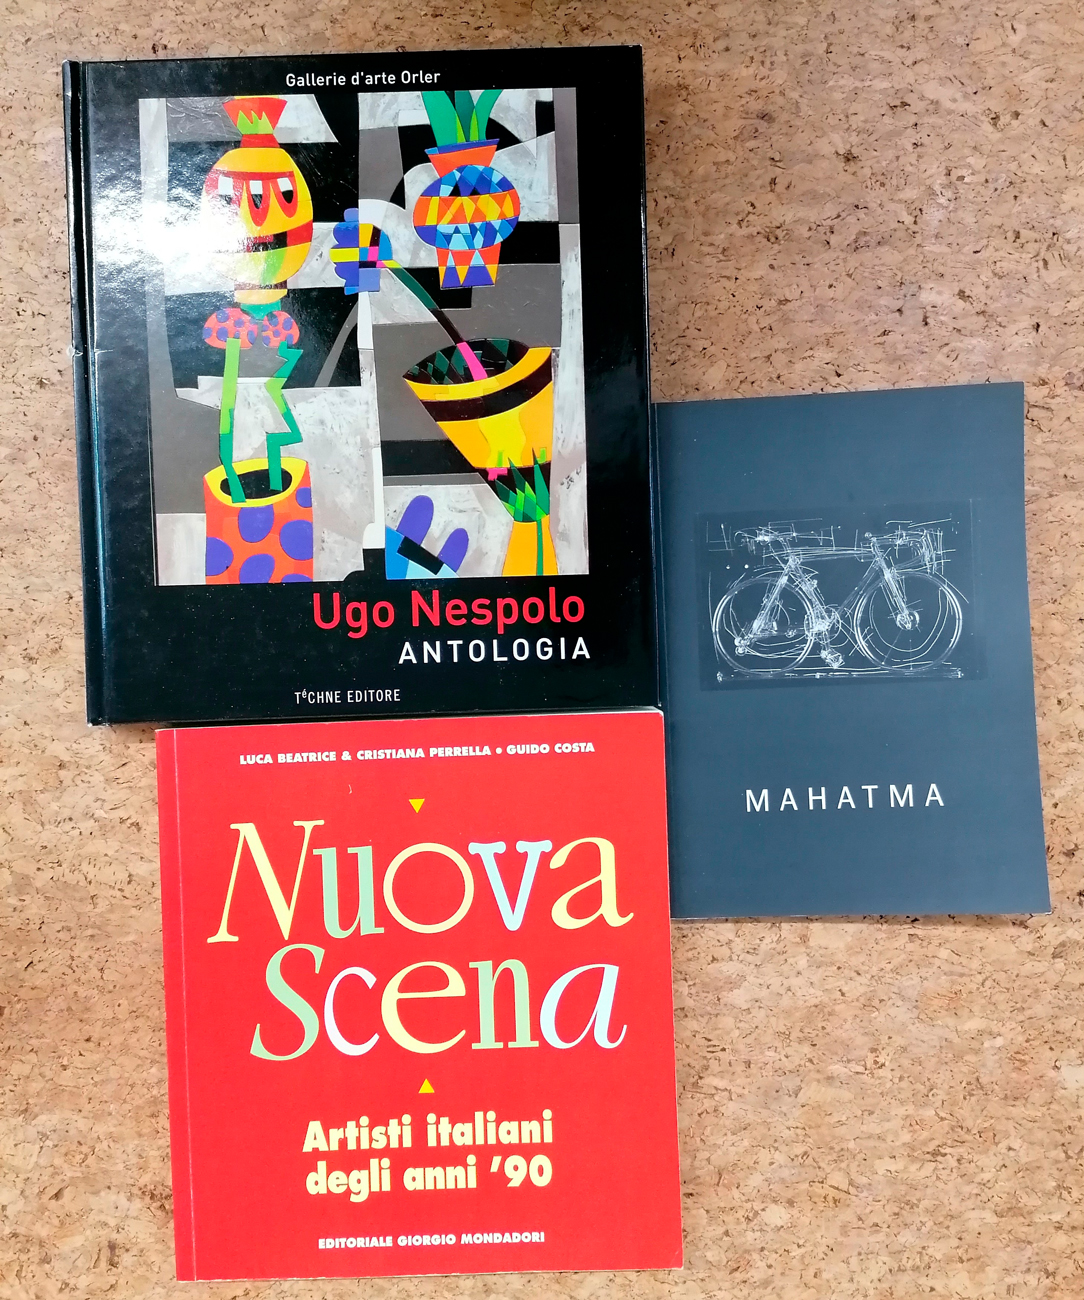 Gallerie d'arte Orler
Ugo Nespolo
ANTOLOGIA
TéCHNE EDITORE
MAHATMA
LUCA BEATRICE & CRISTIANA PERRELLA • GUIDO COSTA
Nuova
Scena
Artisti italiani
degli anni '90
EDITORIALE GIORGIO MONDADORI